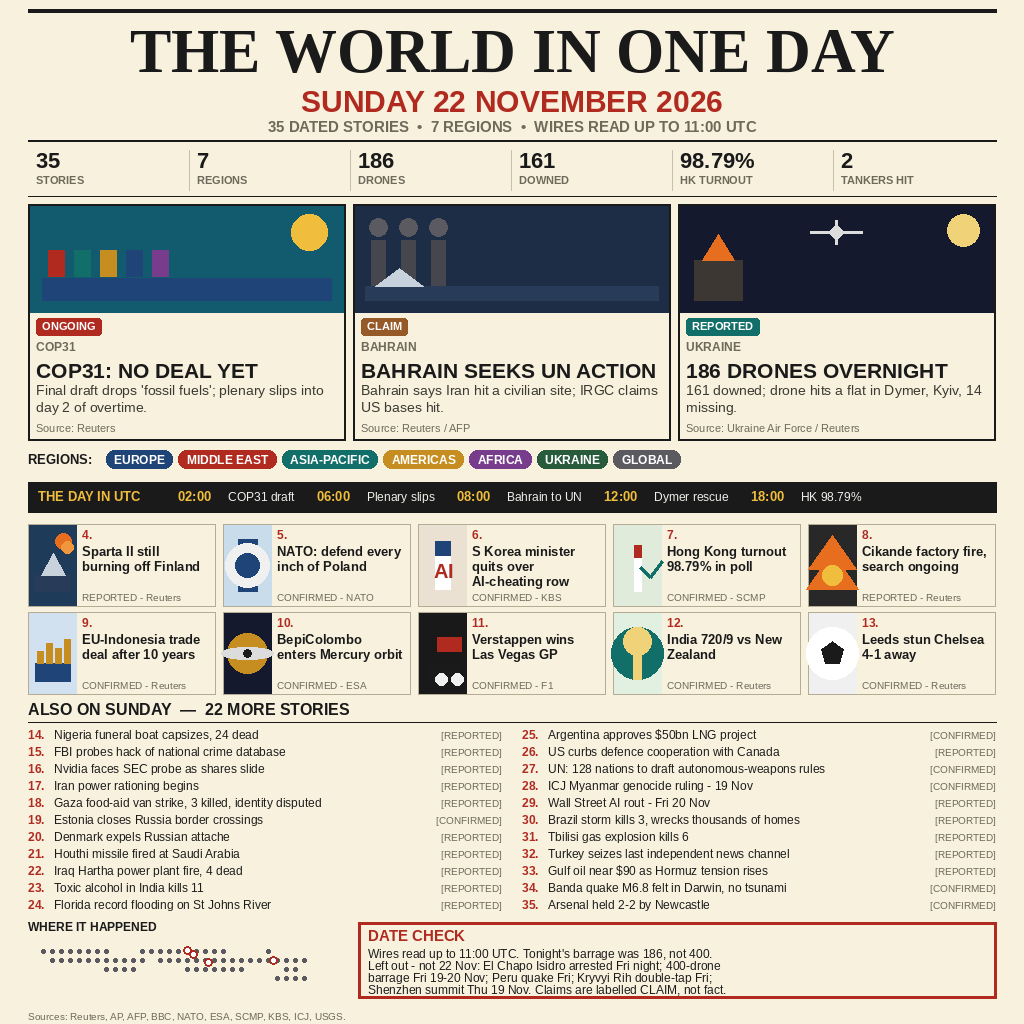 THE WORLD IN ONE DAY
SUNDAY 22 NOVEMBER 2026
35 DATED STORIES • 7 REGIONS • WIRES READ UP TO 11:00 UTC
35
STORIES
7
REGIONS
186
DRONES
161
DOWNED
98.79%
HK TURNOUT
2
TANKERS HIT
ONGOING
COP31
COP31: NO DEAL YET
Final draft drops 'fossil fuels'; plenary slips into
day 2 of overtime.
Source: Reuters
CLAIM
BAHRAIN
BAHRAIN SEEKS UN ACTION
Bahrain says Iran hit a civilian site; IRGC claims
US bases hit.
Source: Reuters / AFP
REPORTED
UKRAINE
186 DRONES OVERNIGHT
161 downed; drone hits a flat in Dymer, Kyiv, 14
missing.
Source: Ukraine Air Force / Reuters
REGIONS: EUROPE MIDDLE EAST ASIA-PACIFIC AMERICAS AFRICA UKRAINE GLOBAL
THE DAY IN UTC 02:00 COP31 draft 06:00 Plenary slips 08:00 Bahrain to UN 12:00 Dymer rescue 18:00 HK 98.79%
4.
Sparta II still
burning off Finland
REPORTED - Reuters
5.
NATO: defend every
inch of Poland
CONFIRMED - NATO
AI
6.
S Korea minister
quits over
AI-cheating row
CONFIRMED - KBS
7.
Hong Kong turnout
98.79% in poll
CONFIRMED - SCMP
8.
Cikande factory fire,
search ongoing
REPORTED - Reuters
9.
EU-Indonesia trade
deal after 10 years
CONFIRMED - Reuters
10.
BepiColombo
enters Mercury orbit
CONFIRMED - ESA
11.
Verstappen wins
Las Vegas GP
CONFIRMED - F1
12.
India 720/9 vs New
Zealand
CONFIRMED - Reuters
13.
Leeds stun Chelsea
4-1 away
CONFIRMED - Reuters
ALSO ON SUNDAY — 22 MORE STORIES
14. Nigeria funeral boat capsizes, 24 dead [REPORTED]
15. FBI probes hack of national crime database [REPORTED]
16. Nvidia faces SEC probe as shares slide [REPORTED]
17. Iran power rationing begins [REPORTED]
18. Gaza food-aid van strike, 3 killed, identity disputed [REPORTED]
19. Estonia closes Russia border crossings [CONFIRMED]
20. Denmark expels Russian attache [REPORTED]
21. Houthi missile fired at Saudi Arabia [REPORTED]
22. Iraq Hartha power plant fire, 4 dead [REPORTED]
23. Toxic alcohol in India kills 11 [REPORTED]
24. Florida record flooding on St Johns River [REPORTED]
25. Argentina approves $50bn LNG project [CONFIRMED]
26. US curbs defence cooperation with Canada [REPORTED]
27. UN: 128 nations to draft autonomous-weapons rules [CONFIRMED]
28. ICJ Myanmar genocide ruling - 19 Nov [CONFIRMED]
29. Wall Street AI rout - Fri 20 Nov [REPORTED]
30. Brazil storm kills 3, wrecks thousands of homes [REPORTED]
31. Tbilisi gas explosion kills 6 [REPORTED]
32. Turkey seizes last independent news channel [REPORTED]
33. Gulf oil near $90 as Hormuz tension rises [REPORTED]
34. Banda quake M6.8 felt in Darwin, no tsunami [CONFIRMED]
35. Arsenal held 2-2 by Newcastle [CONFIRMED]
WHERE IT HAPPENED
DATE CHECK
Wires read up to 11:00 UTC. Tonight's barrage was 186, not 400.
Left out - not 22 Nov: El Chapo Isidro arrested Fri night; 400-drone
barrage Fri 19-20 Nov; Peru quake Fri; Kryvyi Rih double-tap Fri;
Shenzhen summit Thu 19 Nov. Claims are labelled CLAIM, not fact.
Sources: Reuters, AP, AFP, BBC, NATO, ESA, SCMP, KBS, ICJ, USGS.